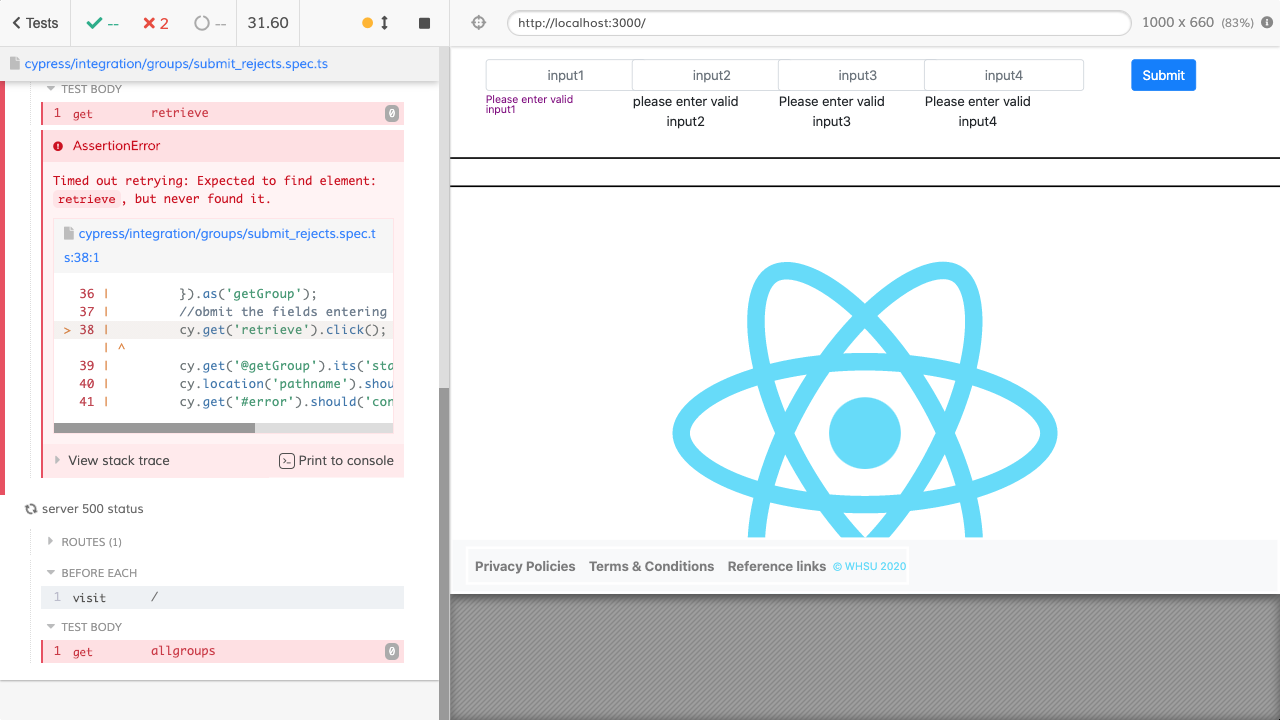 Tests -- 2 -- 31.60
http://localhost:3000/ 1000 x 660 (83%)
cypress/integration/groups/submit_rejects.spec.ts
TEST BODY
1 get retrieve 0
AssertionError
Timed out retrying: Expected to find element:
retrieve, but never found it.
cypress/integration/groups/submit_rejects.spec.t
s:38:1
36 | }).as('getGroup');
37 | //obmit the fields entering
> 38 | cy.get('retrieve').click();
| ^
39 | cy.get('@getGroup').its('sta
40 | cy.location('pathname').shou
41 | cy.get('#error').should('con
View stack trace Print to console
server 500 status
ROUTES (1)
BEFORE EACH
1 visit /
TEST BODY
1 get allgroups 0
input1 input2 input3 input4 Submit
Please enter valid
input1
please enter valid
input2
Please enter valid
input3
Please enter valid
input4
Privacy Policies Terms & Conditions Reference links © WHSU 2020